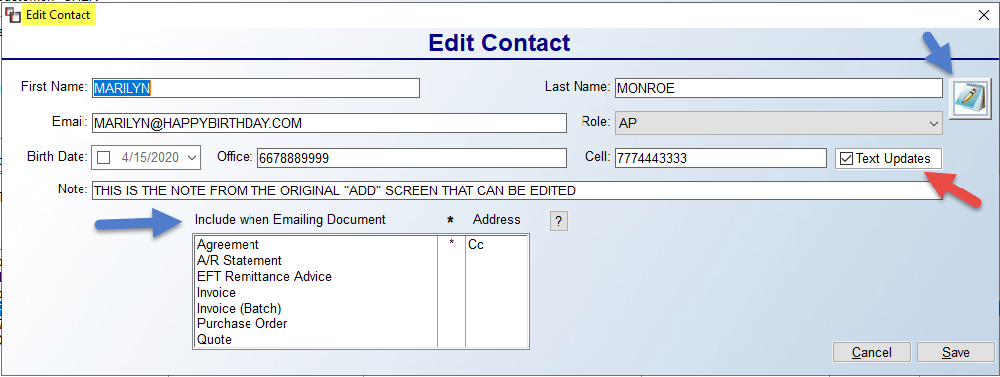 Edit Contact
Edit Contact
First Name: MARILYN Last Name: MONROE
Email: MARILYN@HAPPYBIRTHDAY.COM Role: AP
Birth Date: 4/15/2020 Office: 6678889999 Cell: 7774443333 Text Updates
Note: THIS IS THE NOTE FROM THE ORIGINAL "ADD" SCREEN THAT CAN BE EDITED
Include when Emailing Document * Address ?
Agreement * Cc
A/R Statement
EFT Remittance Advice
Invoice
Invoice (Batch)
Purchase Order
Quote
Cancel Save